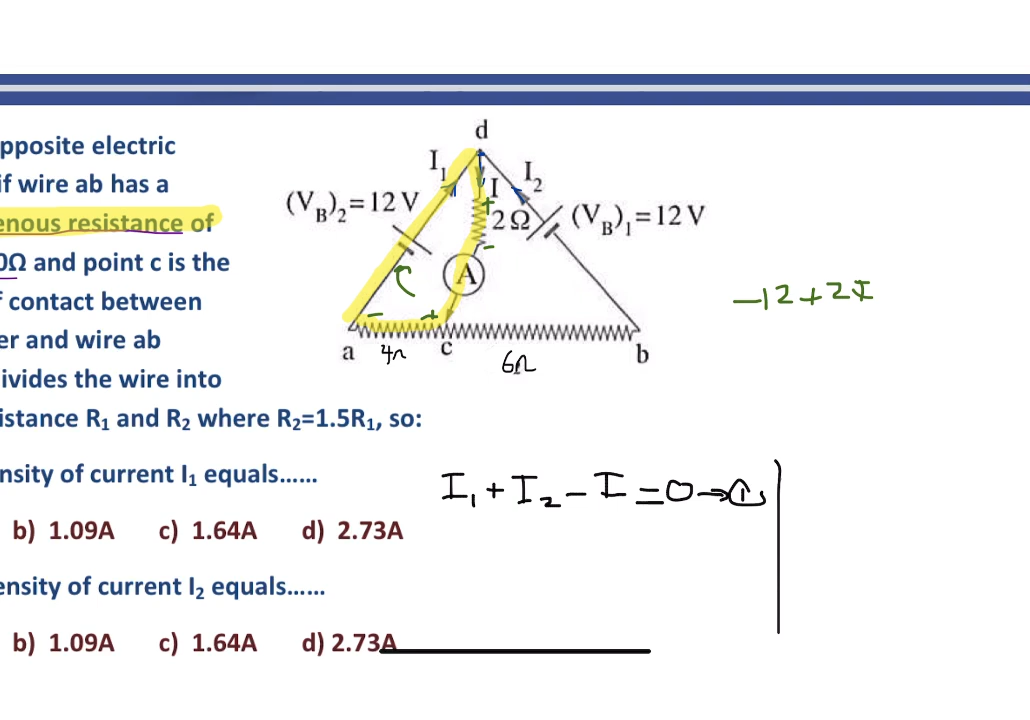 d
pposite electric
I₁ I₂
if wire ab has a
(V_B)₂=12 V I 2Ω (V_B)₁=12 V
enous resistance of
0Ω and point c is the
A
f contact between
-12+2I
er and wire ab
a 4Ω c 6Ω b
ivides the wire into
istance R₁ and R₂ where R₂=1.5R₁, so:
nsity of current I₁ equals......
I₁+I₂-I=0→①
b) 1.09A c) 1.64A d) 2.73A
ensity of current I₂ equals......
b) 1.09A c) 1.64A d) 2.73A